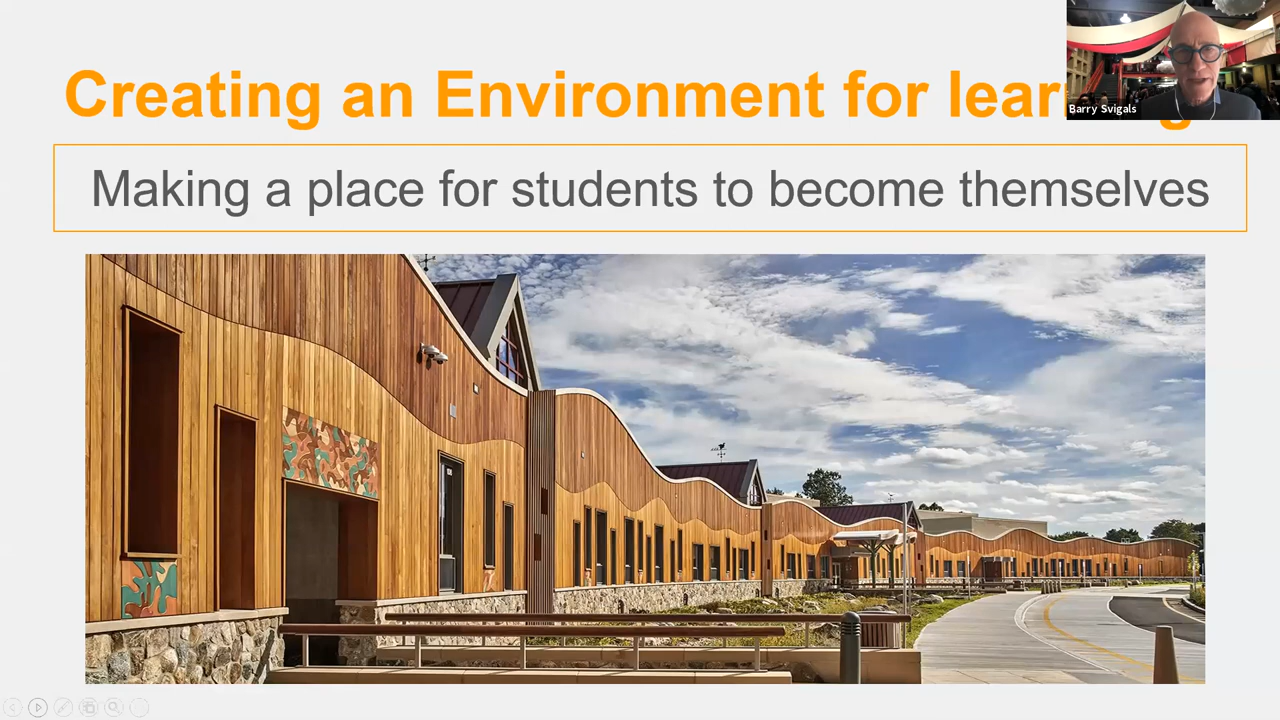 Creating an Environment for lear
Barry Svigals
Making a place for students to become themselves